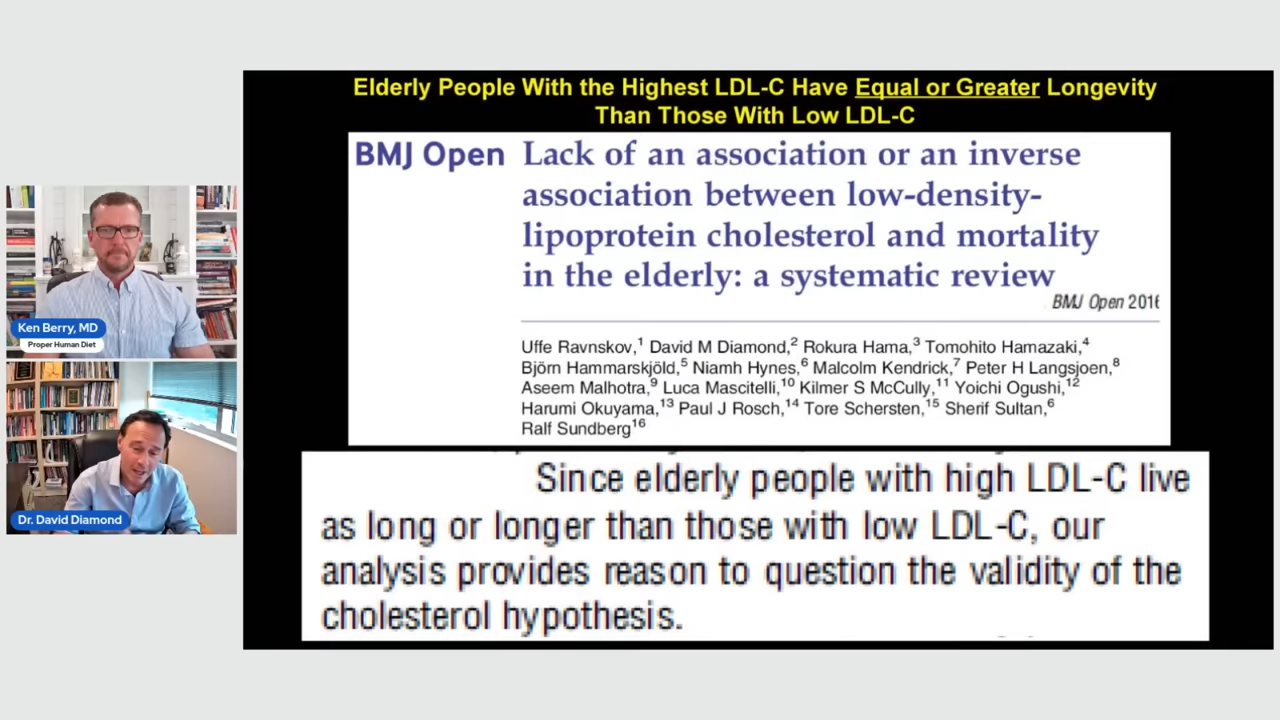 Elderly People With the Highest LDL-C Have Equal or Greater Longevity
Than Those With Low LDL-C
BMJ Open Lack of an association or an inverse
association between low-density-
lipoprotein cholesterol and mortality
in the elderly: a systematic review
BMJ Open 2016
Uffe Ravnskov,1 David M Diamond,2 Rokura Hama,3 Tomohito Hamazaki,4
Björn Hammarskjöld,5 Niamh Hynes,6 Malcolm Kendrick,7 Peter H Langsjoen,8
Aseem Malhotra,9 Luca Mascitelli,10 Kilmer S McCully,11 Yoichi Ogushi,12
Harumi Okuyama,13 Paul J Rosch,14 Tore Schersten,15 Sherif Sultan,6
Ralf Sundberg16
Since elderly people with high LDL-C live
as long or longer than those with low LDL-C, our
analysis provides reason to question the validity of the
cholesterol hypothesis.
Ken Berry, MD
Proper Human Diet
Dr. David Diamond